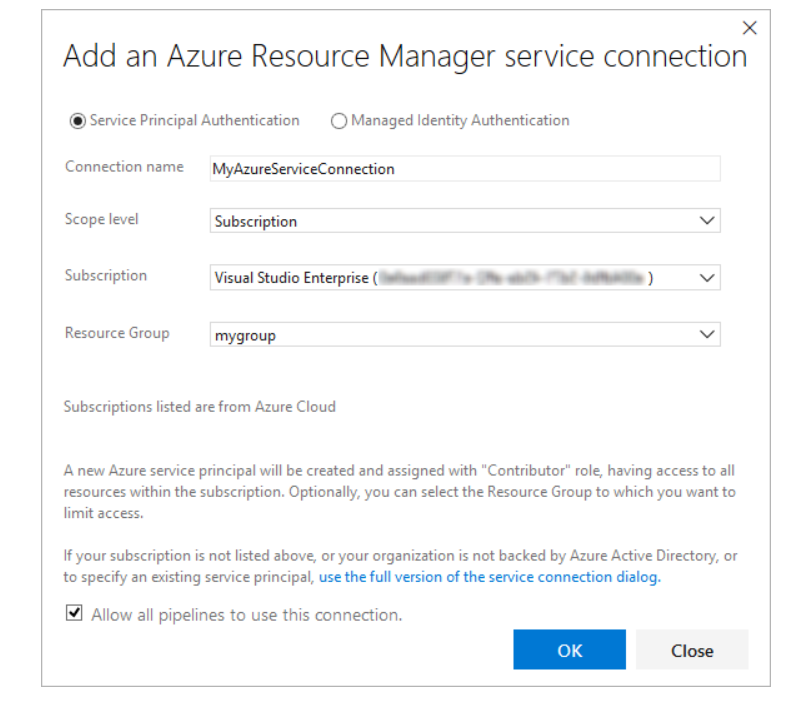 Add an Azure Resource Manager service connection
Service Principal Authentication Managed Identity Authentication
Connection name MyAzureServiceConnection
Scope level Subscription
Subscription Visual Studio Enterprise ( )
Resource Group mygroup
Subscriptions listed are from Azure Cloud
A new Azure service principal will be created and assigned with "Contributor" role, having access to all
resources within the subscription. Optionally, you can select the Resource Group to which you want to
limit access.
If your subscription is not listed above, or your organization is not backed by Azure Active Directory, or
to specify an existing service principal, use the full version of the service connection dialog.
Allow all pipelines to use this connection.
OK Close